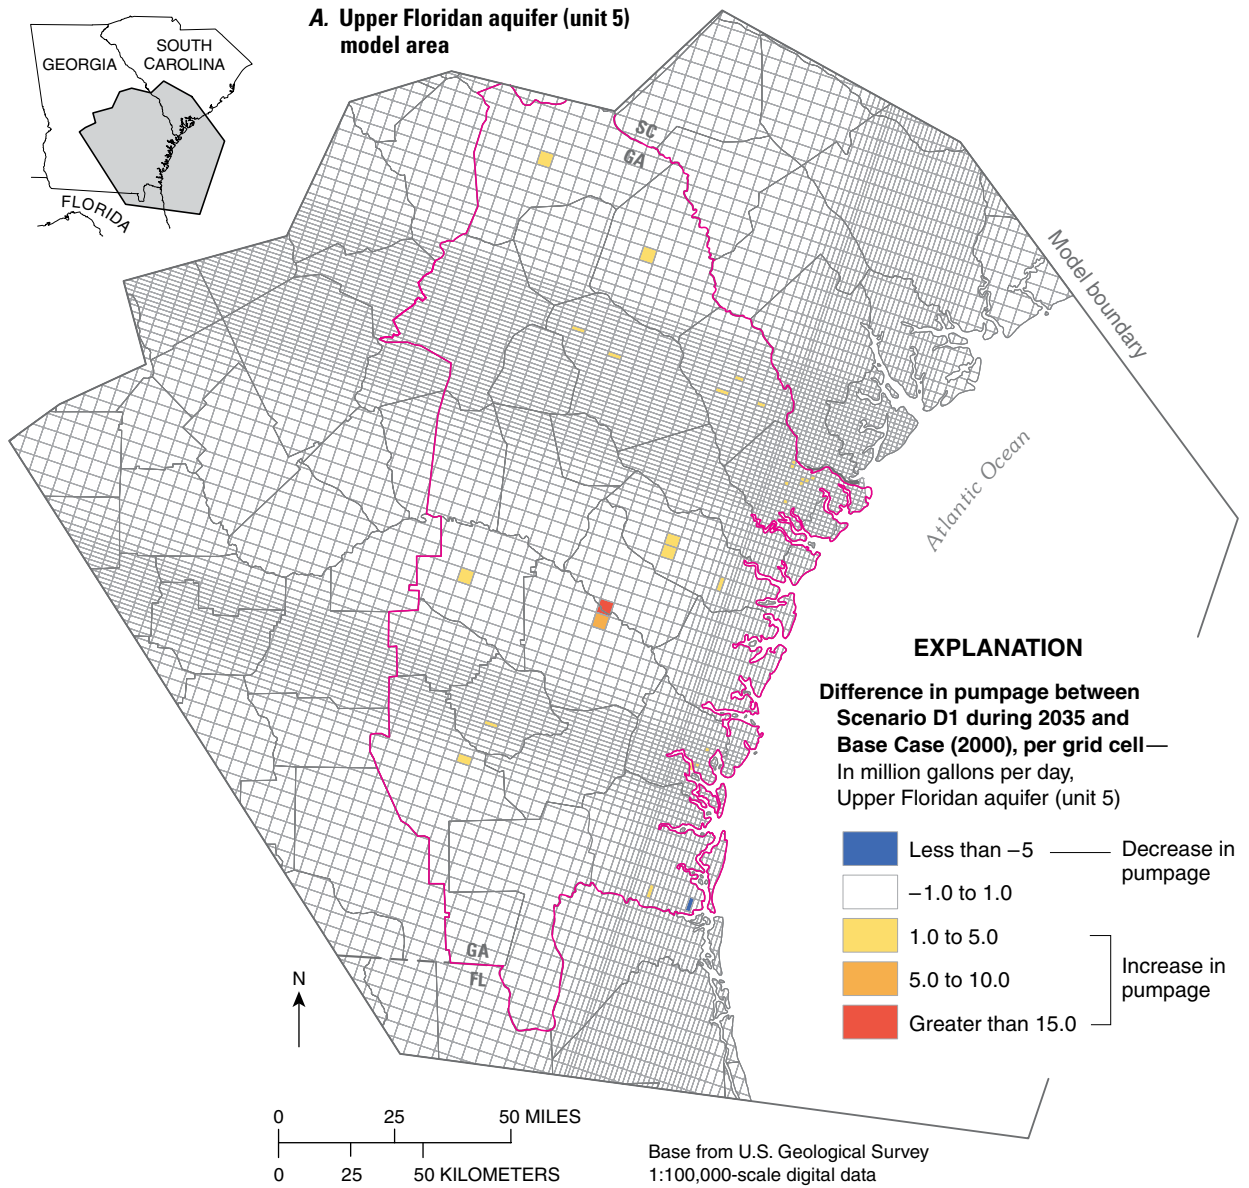 A. Upper Floridan aquifer (unit 5)
model area
GEORGIA
SOUTH
CAROLINA
FLORIDA
SC
GA
Model boundary
Atlantic Ocean
EXPLANATION
Difference in pumpage between
Scenario D1 during 2035 and
Base Case (2000), per grid cell—
In million gallons per day,
Upper Floridan aquifer (unit 5)
Less than −5
Decrease in
pumpage
−1.0 to 1.0
1.0 to 5.0
5.0 to 10.0
Greater than 15.0
Increase in
pumpage
GA
FL
N
0 25 50 MILES
0 25 50 KILOMETERS
Base from U.S. Geological Survey
1:100,000-scale digital data